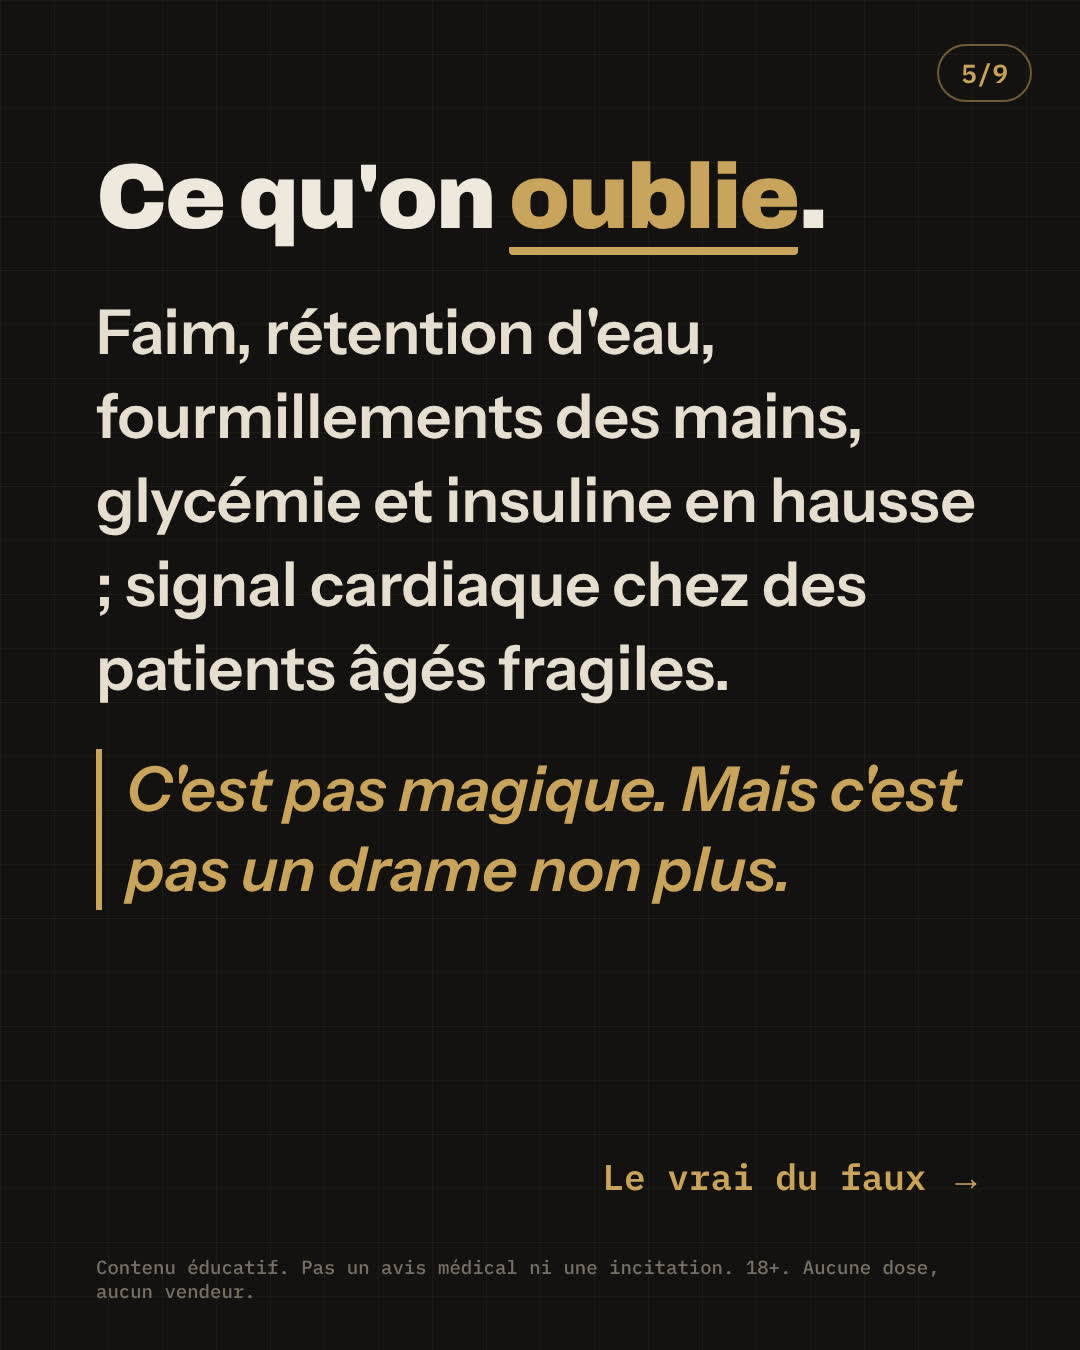 5/9
Ce qu'on oublie.
Faim, rétention d'eau,
fourmillements des mains,
glycémie et insuline en hausse
; signal cardiaque chez des
patients âgés fragiles.
C'est pas magique. Mais c'est
pas un drame non plus.
Le vrai du faux →
Contenu éducatif. Pas un avis médical ni une incitation. 18+. Aucune dose,
aucun vendeur.